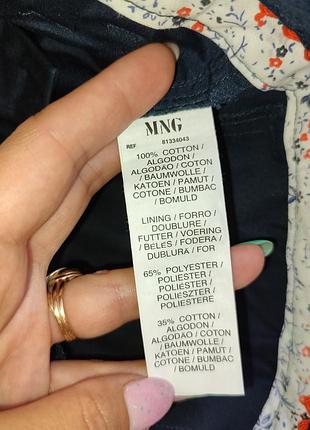 MNG
REF 81334043
100% COTTON /
ALGODON /
ALGODAO / COTON
/ BAUMWOLLE /
KATOEN / PAMUT /
COTONE / BUMBAC
/ BOMULD
LINING / FORRO /
DOUBLURE /
FUTTER / VOERING
/ BÉLÉS / FODERA /
DUBLURA / FOR
65% POLYESTER /
POLIESTER /
POLIESTER /
POLIÉSZTER /
POLIESTERE
35% COTTON /
ALGODON /
ALGODAO / COTON
/ BAUMWOLLE /
KATOEN / PAMUT /
COTONE / BUMBAC
/ BOMULD